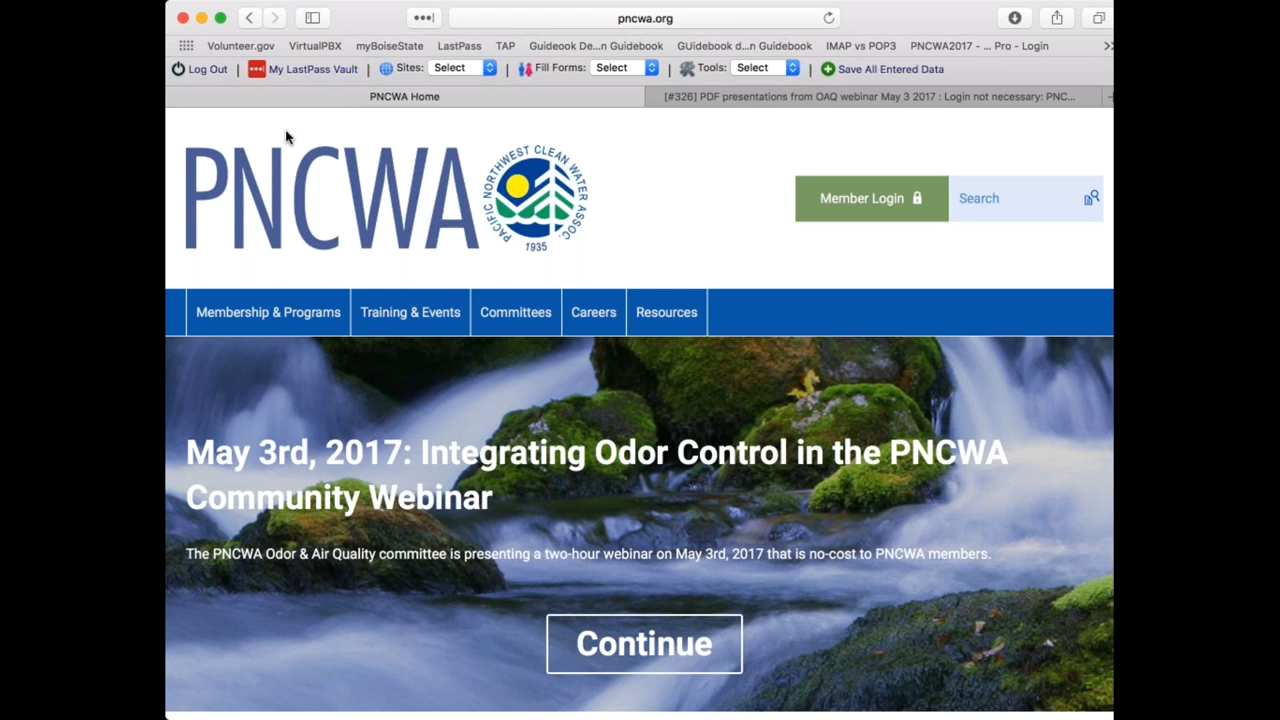 pncwa.org
Volunteer.gov VirtualPBX myBoiseState LastPass TAP Guideook De...n Guidebook GUidebook d...n Guidebook IMAP vs POP3 PNCWA2017 - ... Pro - Login
Log Out | My LastPass Vault | Sites: Select | Fill Forms: Select | Tools: Select | Save All Entered Data
PNCWA Home [#326] PDF presentations from OAQ webinar May 3 2017 : Login not necessary: PNC...
PNCWA
PACIFIC NORTHWEST CLEAN WATER ASSOC.
1935
Member Login
Search
Membership & Programs Training & Events Committees Careers Resources
May 3rd, 2017: Integrating Odor Control in the PNCWA
Community Webinar
The PNCWA Odor & Air Quality committee is presenting a two-hour webinar on May 3rd, 2017 that is no-cost to PNCWA members.
Continue